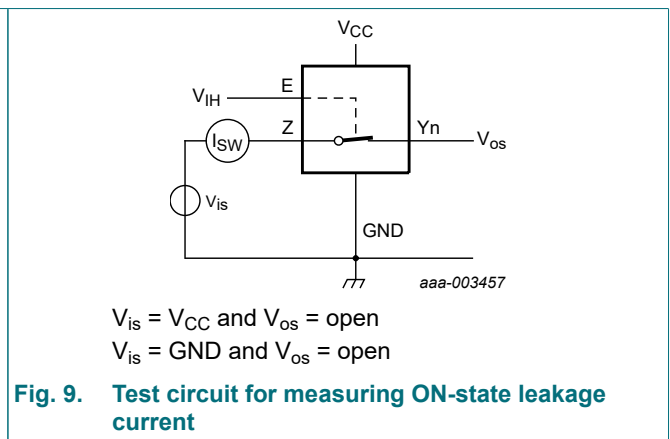 VCC
E
VIH
ISW
Z
Yn
Vos
Vis
GND
aaa-003457
Vis = VCC and Vos = open
Vis = GND and Vos = open
Fig. 9. Test circuit for measuring ON-state leakage
current